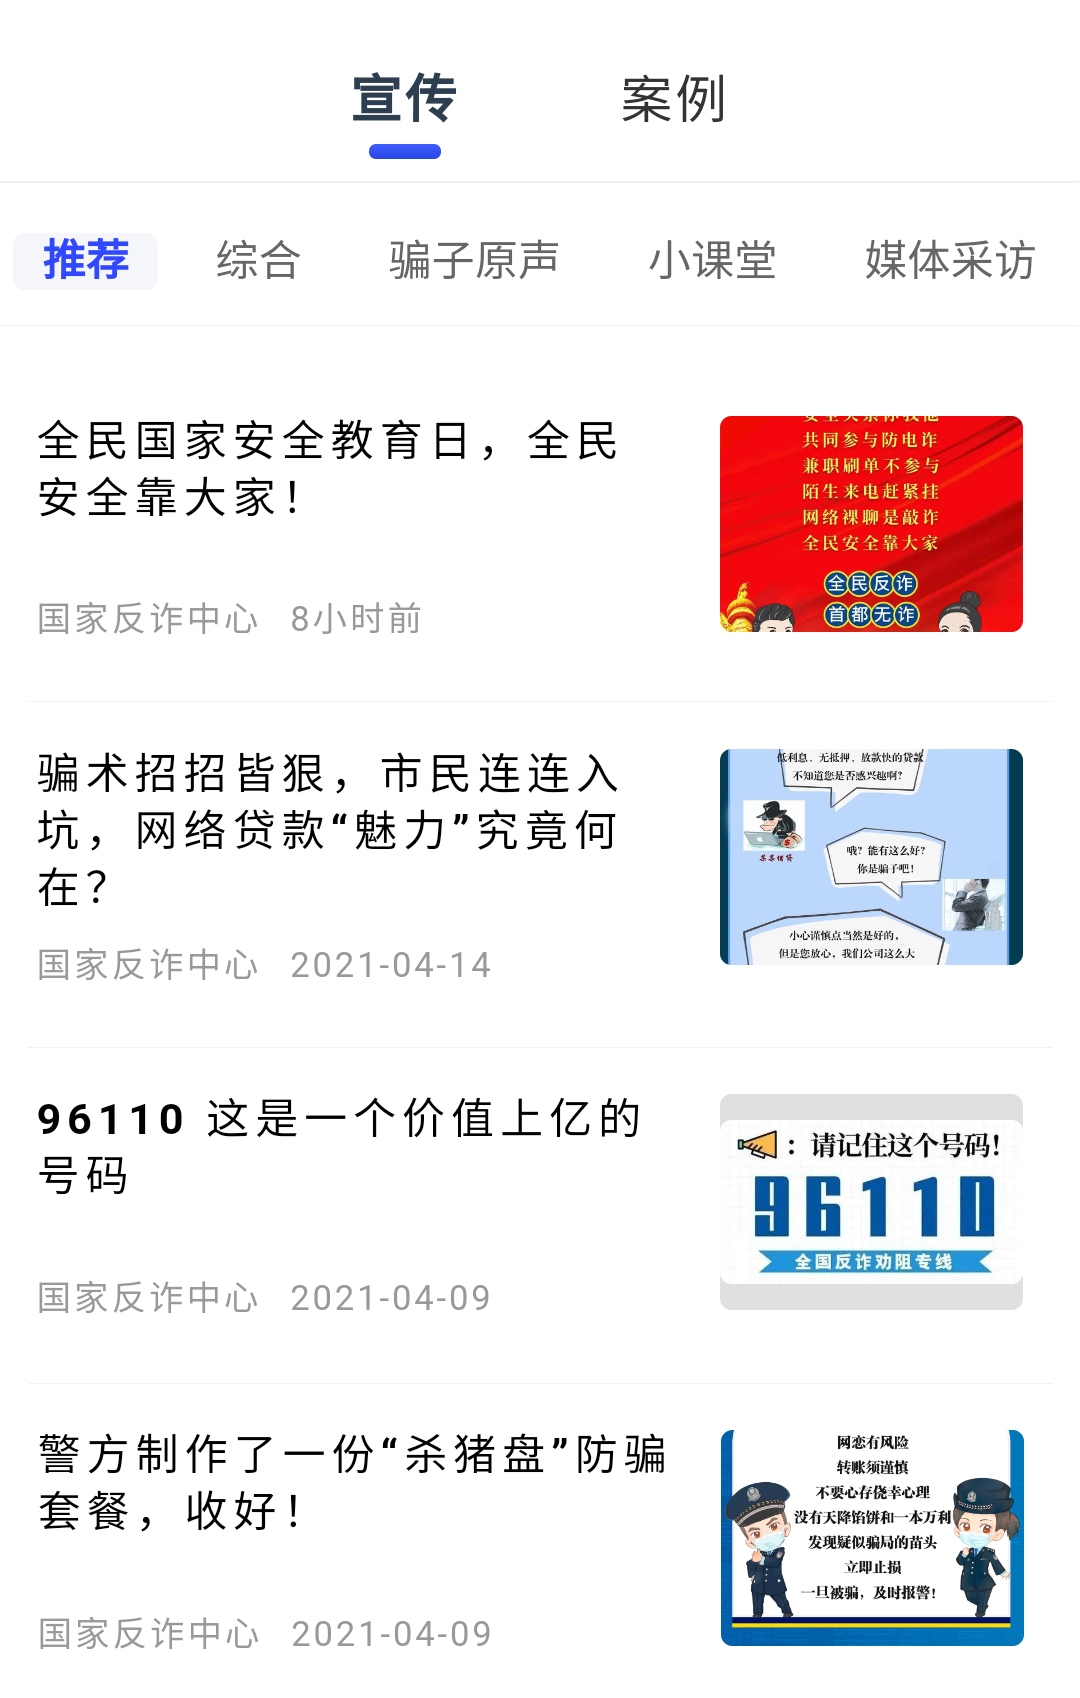 宣传
案例
推荐
综合
骗子原声
小课堂
媒体采访
全民国家安全教育日，全民
安全靠大家！
国家反诈中心 8小时前
共同参与防电诈
兼职刷单不参与
陌生来电赶紧挂
网络裸聊是敲诈
全民安全靠大家
全民反诈
首都无诈
骗术招招皆狠，市民连连入
坑，网络贷款“魅力”究竟何
在？
国家反诈中心 2021-04-14
低利息、无抵押、放款快的贷款
不知道您是否感兴趣啊？
某某借贷
哦？能有这么好？
你是骗子吧！
小心谨慎点当然是好的，
但是您放心，我们公司这么大
96110 这是一个价值上亿的
号码
国家反诈中心 2021-04-09
：请记住这个号码！
96110
全国反诈劝阻专线
警方制作了一份“杀猪盘”防骗
套餐，收好！
国家反诈中心 2021-04-09
网恋有风险
转账须谨慎
不要心存侥幸心理
没有天降馅饼和一本万利
发现疑似骗局的苗头
立即止损
一旦被骗，及时报警！